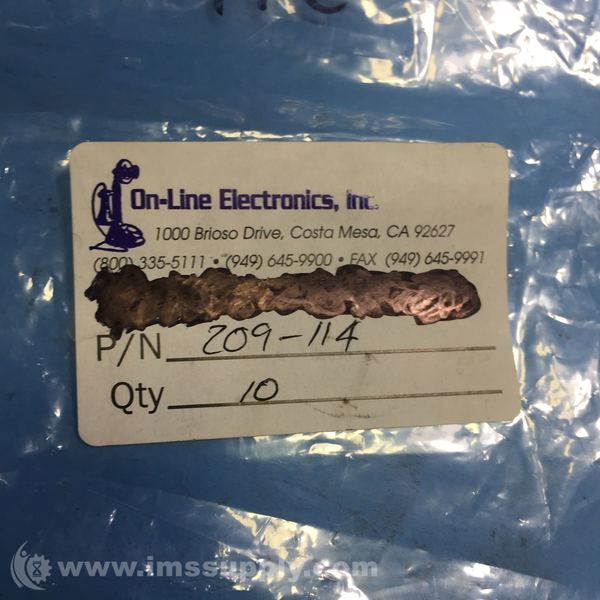 On-Line Electronics, Inc.
1000 Brioso Drive, Costa Mesa, CA 92627
(800) 335-5111 • (949) 645-9900 • FAX (949) 645-9991
P/N 209-114
Qty 10
www.imssupply.com